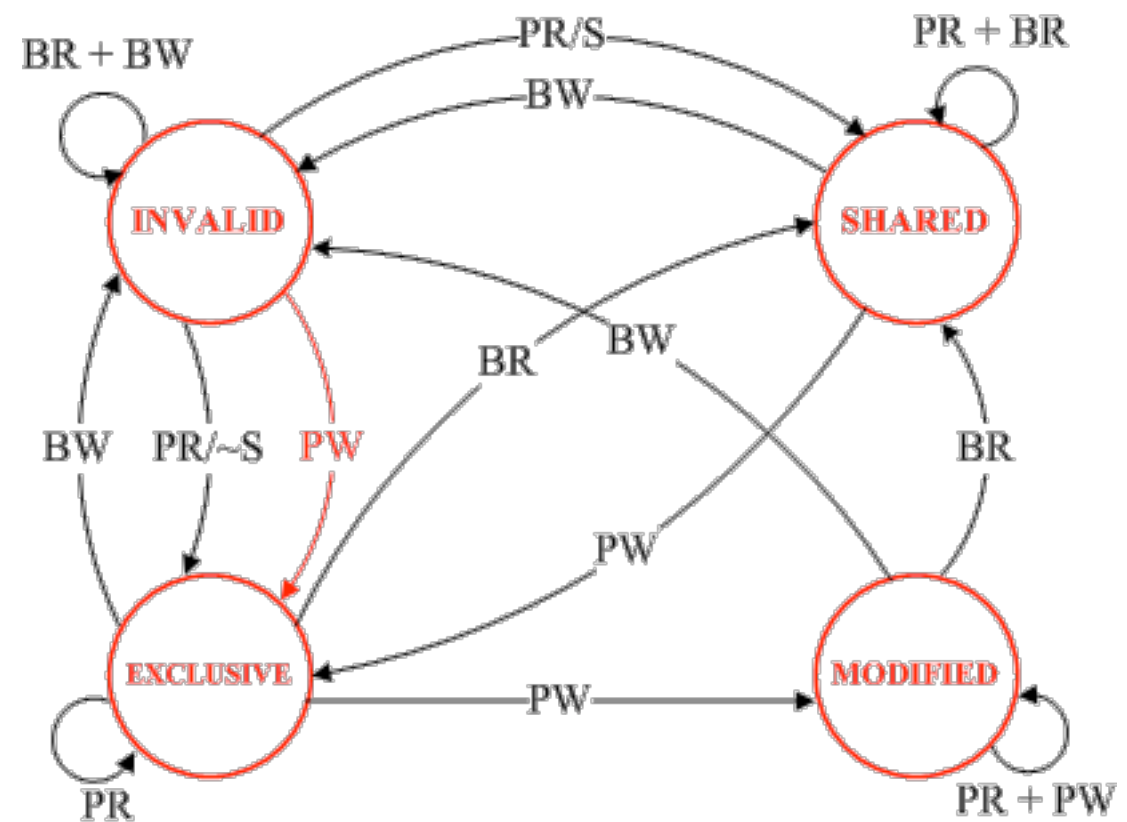 PR/S
PR + BR
BR + BW
BW
INVALID
SHARED
BW
BR
BW
PR/~S
PW
BR
PW
EXCLUSIVE
MODIFIED
PW
PR
PR + PW